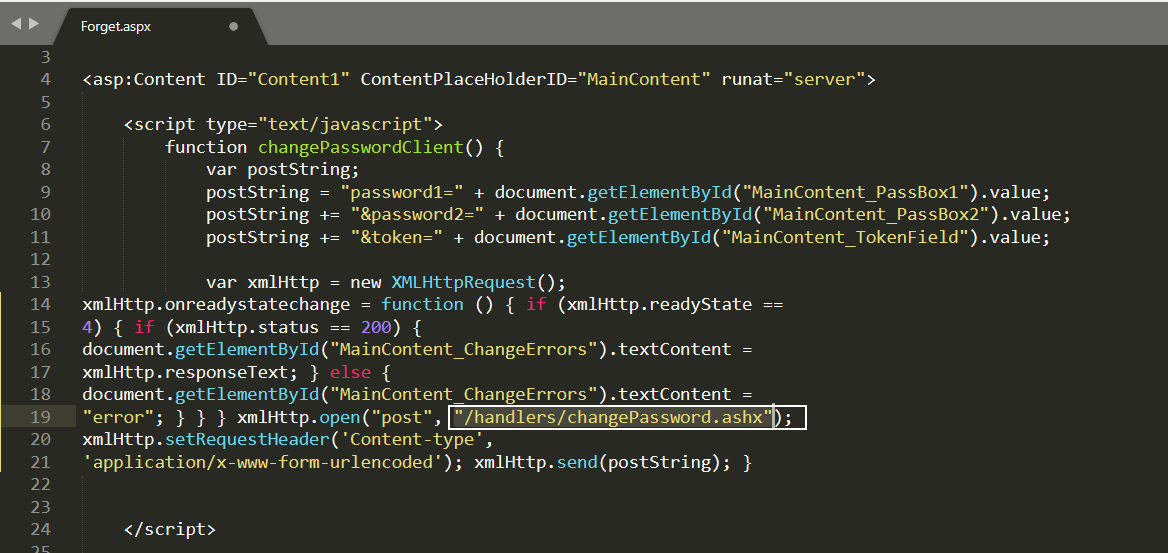 Forget.aspx
3
4 <asp:Content ID="Content1" ContentPlaceHolderID="MainContent" runat="server">
5
6 <script type="text/javascript">
7 function changePasswordClient() {
8 var postString;
9 postString = "password1=" + document.getElementById("MainContent_PassBox1").value;
10 postString += "&password2=" + document.getElementById("MainContent_PassBox2").value;
11 postString += "&token=" + document.getElementById("MainContent_TokenField").value;
12
13 var xmlHttp = new XMLHttpRequest();
14 xmlHttp.onreadystatechange = function () { if (xmlHttp.readyState ==
15 4) { if (xmlHttp.status == 200) {
16 document.getElementById("MainContent_ChangeErrors").textContent =
17 xmlHttp.responseText; } else {
18 document.getElementById("MainContent_ChangeErrors").textContent =
19 "error"; } } } xmlHttp.open("post", "/handlers/changePassword.ashx");
20 xmlHttp.setRequestHeader('Content-type',
21 'application/x-www-form-urlencoded'); xmlHttp.send(postString); }
22
23
24 </script>
25